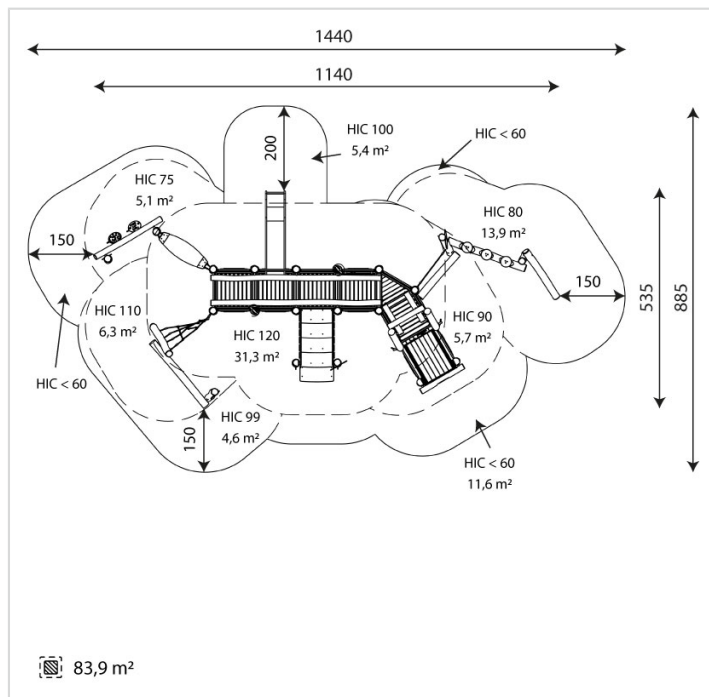 1440
1140
HIC 100
5,4 m²
200
HIC < 60
HIC 75
5,1 m²
HIC 80
13,9 m²
150
150
535
885
HIC 110
6,3 m²
HIC 120
31,3 m²
HIC 90
5,7 m²
HIC < 60
HIC 99
4,6 m²
150
HIC < 60
11,6 m²
83,9 m²